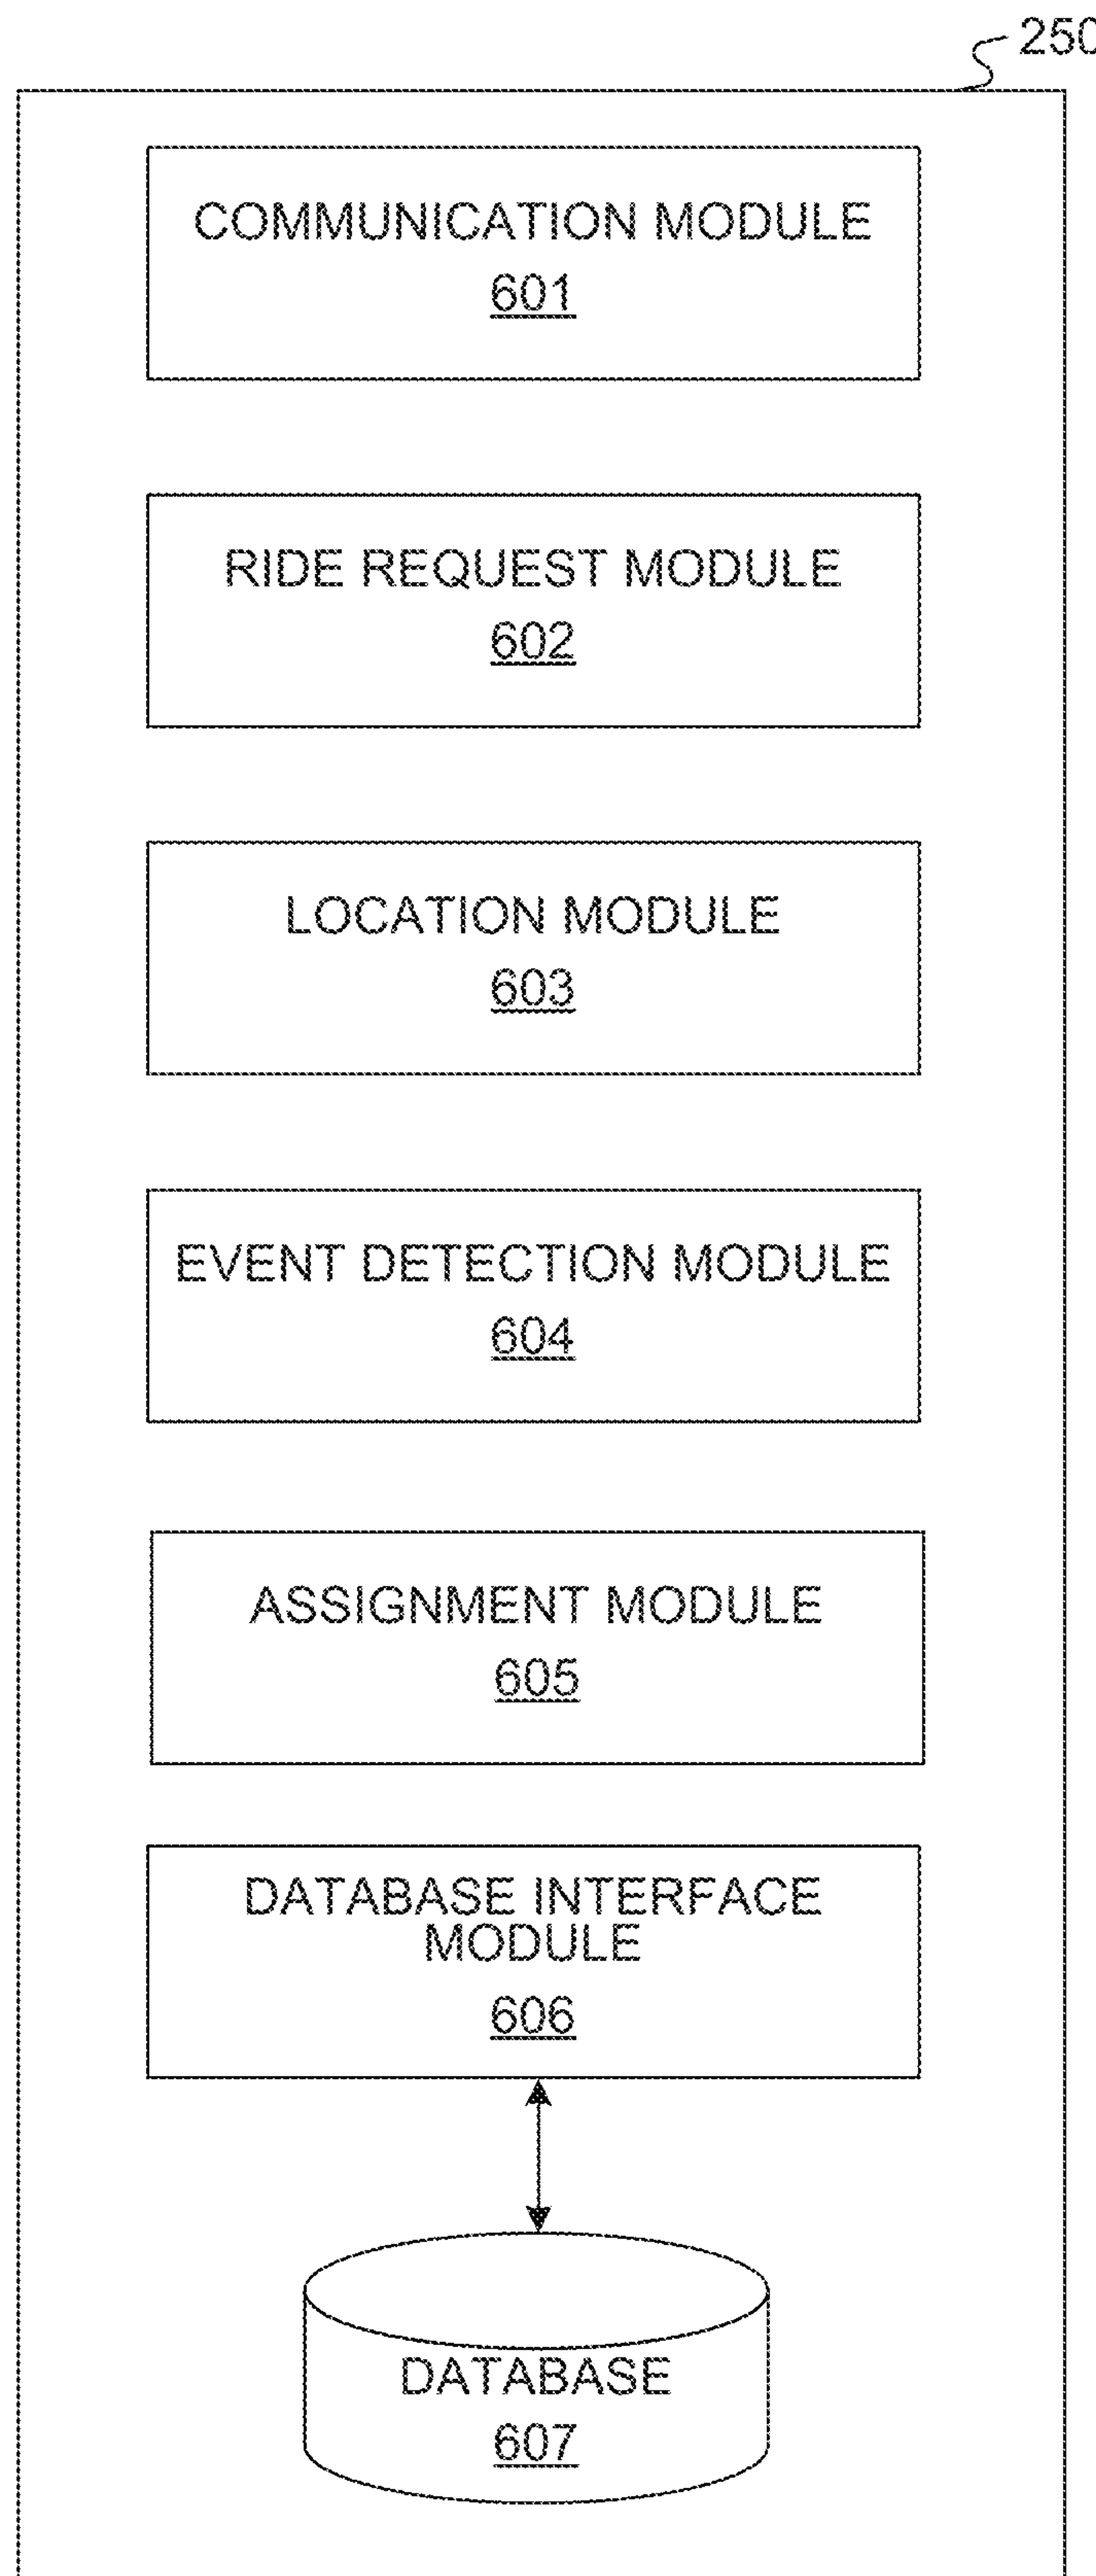 250
COMMUNICATION MODULE
601
RIDE REQUEST MODULE
602
LOCATION MODULE
603
EVENT DETECTION MODULE
604
ASSIGNMENT MODULE
605
DATABASE INTERFACE
MODULE
606
DATABASE
607